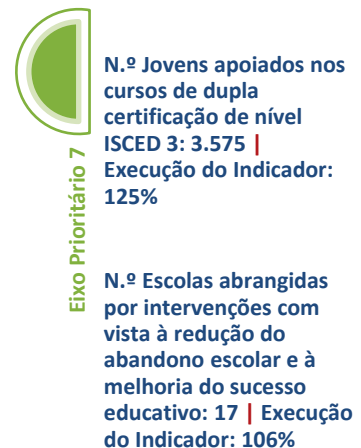 Eixo Prioritário 7
N.º Jovens apoiados nos
cursos de dupla
certificação de nível
ISCED 3: 3.575 |
Execução do Indicador:
125%
N.º Escolas abrangidas
por intervenções com
vista à redução do
abandono escolar e à
melhoria do sucesso
educativo: 17 | Execução
do Indicador: 106%